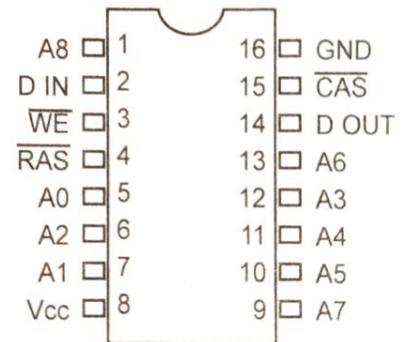 A8 1 16 GND
D IN 2 15 CAS
WE 3 14 D OUT
RAS 4 13 A6
A0 5 12 A3
A2 6 11 A4
A1 7 10 A5
Vcc 8 9 A7